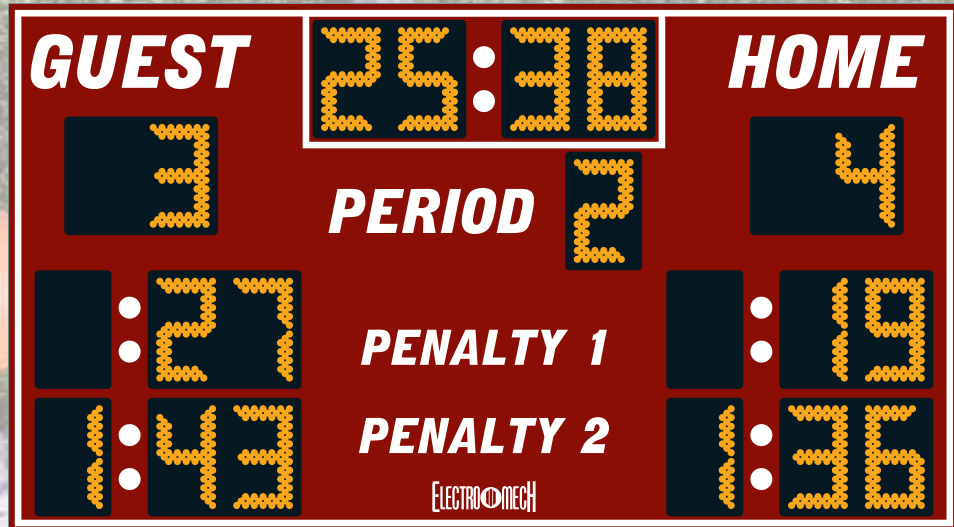 GUEST 25:38 HOME
3 PERIOD 2 4
:27 PENALTY 1 :19
1:43 PENALTY 2 1:36
ELECTRO MECH